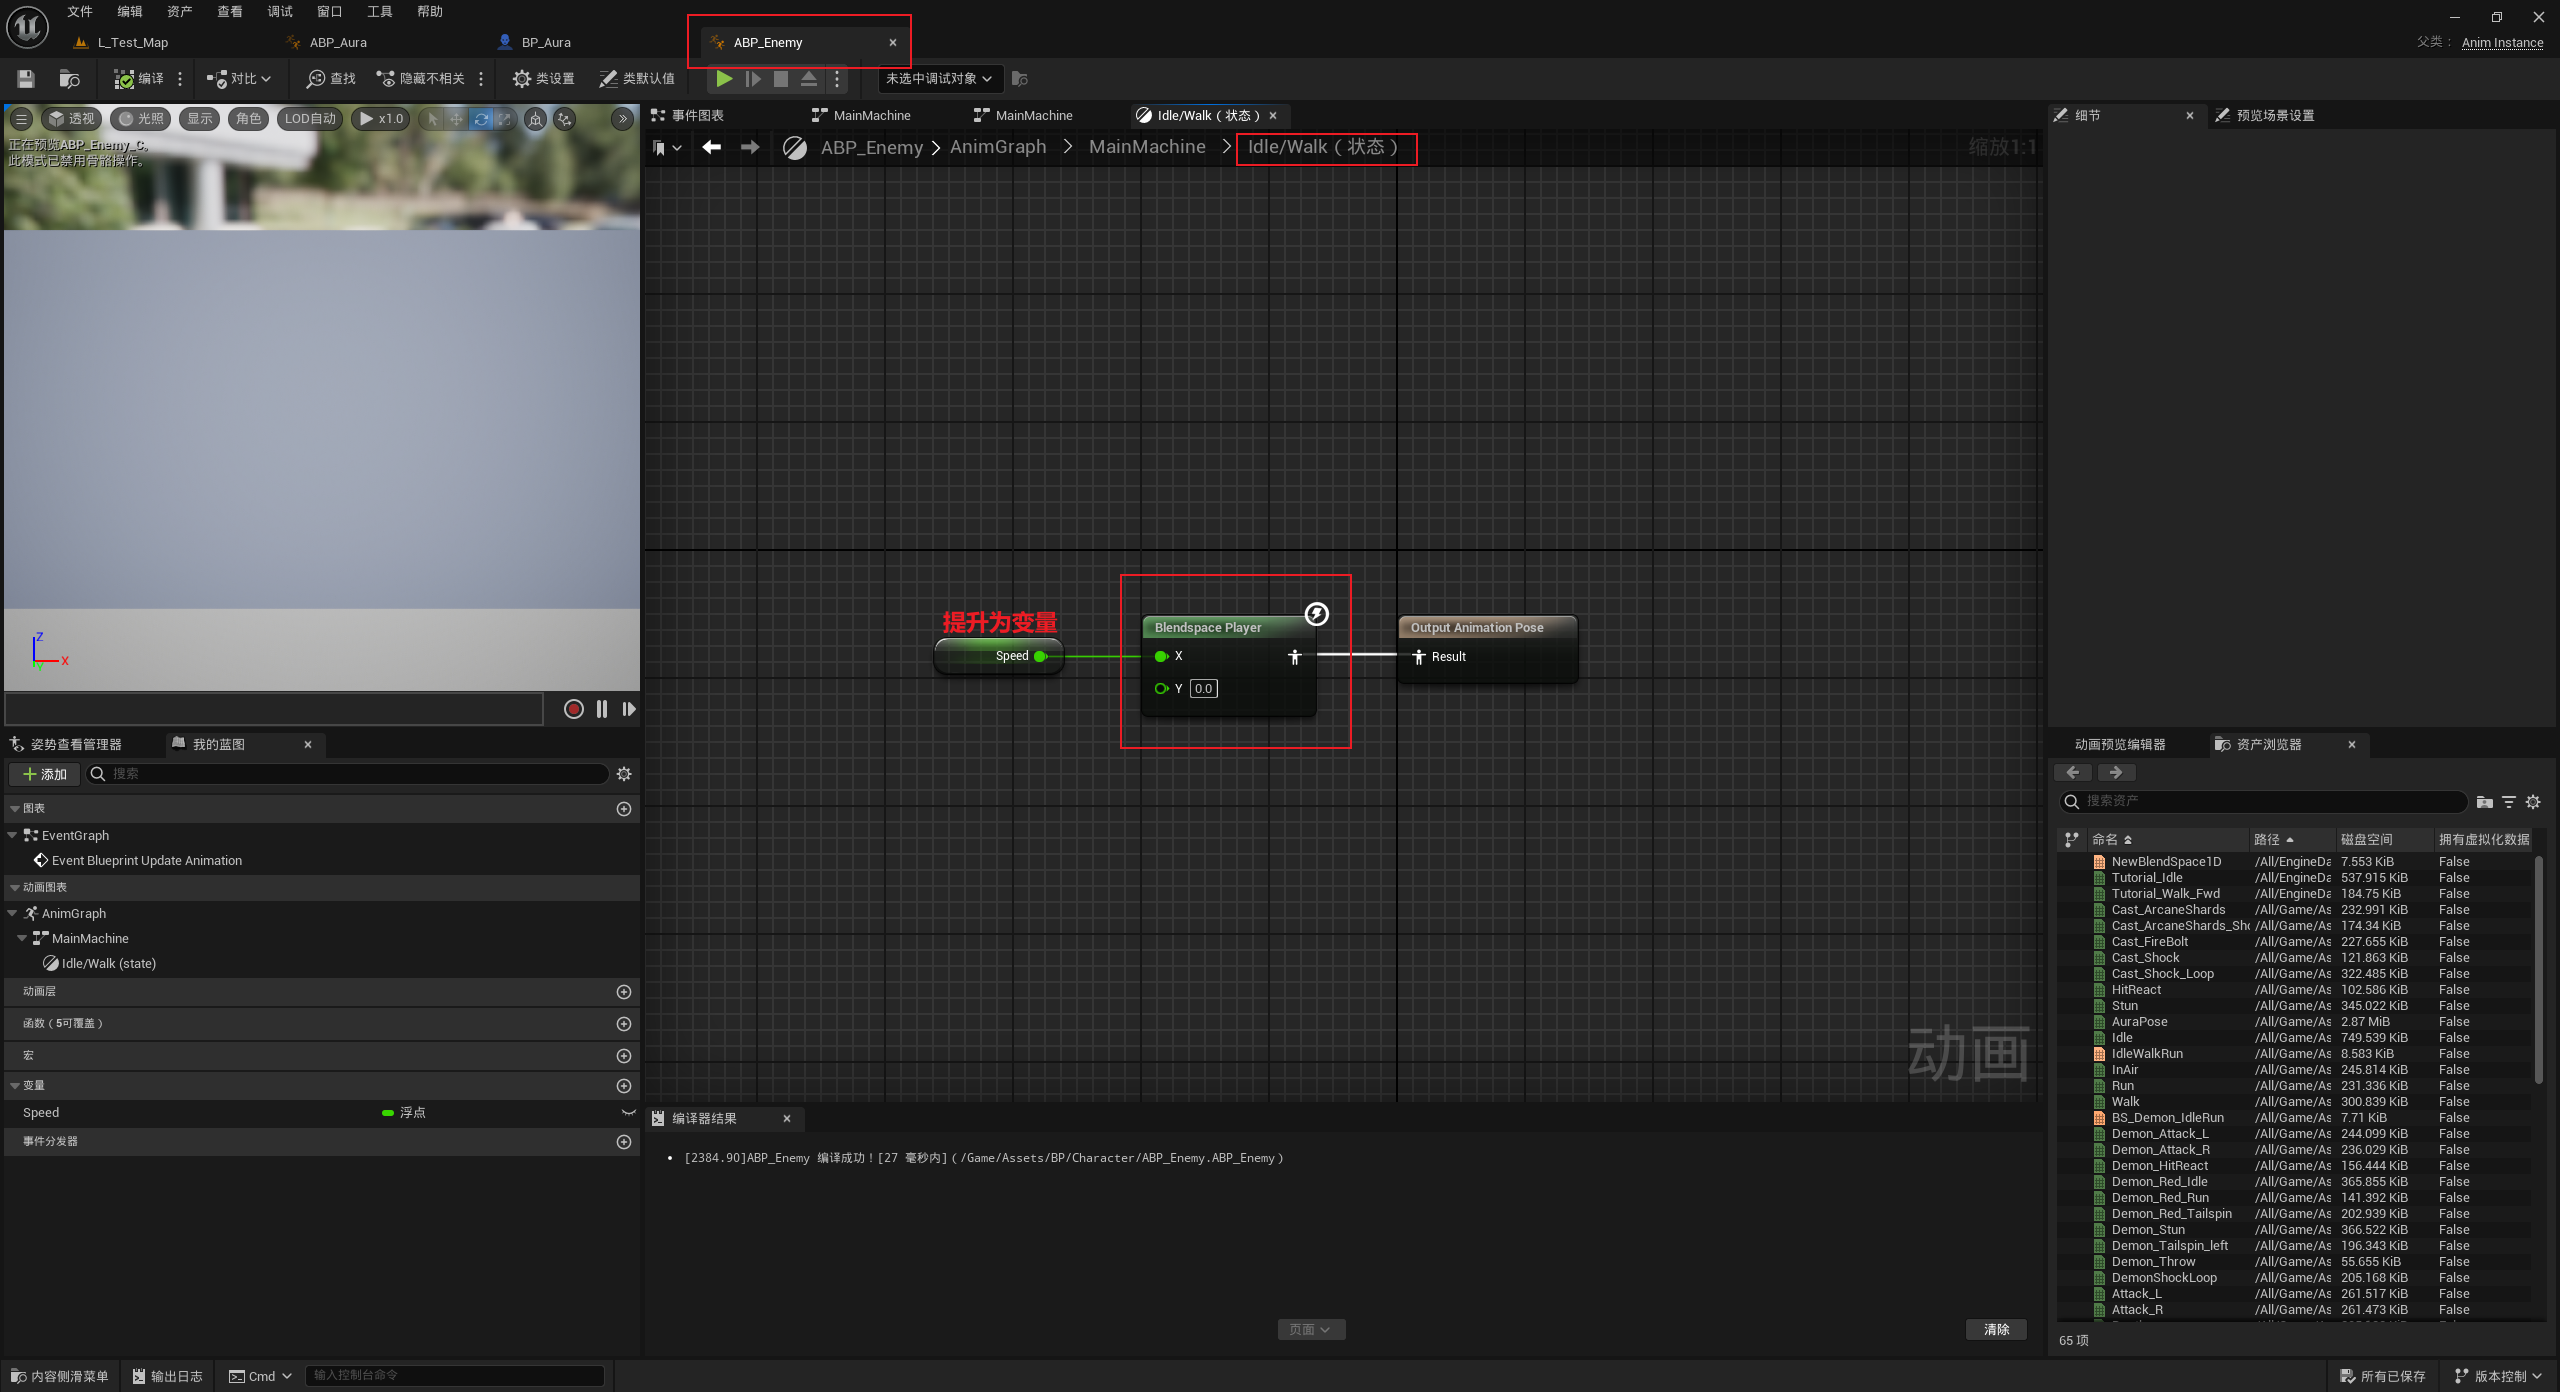 文件 编辑 资产 查看 调试 窗口 工具 帮助
L_Test_Map ABP_Aura BP_Aura ABP_Enemy
父类： Anim Instance
编译 对比 查找 隐藏不相关 类设置 类默认值 未选中调试对象
透视 光照 显示 角色 LOD自动 x1.0
正在预览ABP_Enemy_C。
此模式已禁用骨骼操作。
Z
X
Y
事件图表 MainMachine MainMachine Idle/Walk（状态）
ABP_Enemy > AnimGraph > MainMachine > Idle/Walk（状态）
缩放1:1
提升为变量
Speed
Blendspace Player
X
Y 0.0
Output Animation Pose
Result
动画
姿势查看管理器 我的蓝图
添加 搜索
图表
EventGraph
Event Blueprint Update Animation
动画图表
AnimGraph
MainMachine
Idle/Walk (state)
动画层
函数（5可覆盖）
宏
变量
Speed 浮点
事件分发器
编译器结果
[2384.90]ABP_Enemy 编译成功！[27 毫秒内]（/Game/Assets/BP/Character/ABP_Enemy.ABP_Enemy）
页面 清除
细节 预览场景设置
动画预览编辑器 资产浏览器
搜索资产
命名 路径 磁盘空间 拥有虚拟化数据
NewBlendSpace1D /All/EngineDa 7.553 KiB False
Tutorial_Idle /All/EngineDa 537.915 KiB False
Tutorial_Walk_Fwd /All/EngineDa 184.75 KiB False
Cast_ArcaneShards /All/Game/As 232.991 KiB False
Cast_ArcaneShards_Sho /All/Game/As 174.34 KiB False
Cast_FireBolt /All/Game/As 227.655 KiB False
Cast_Shock /All/Game/As 121.863 KiB False
Cast_Shock_Loop /All/Game/As 322.485 KiB False
HitReact /All/Game/As 102.586 KiB False
Stun /All/Game/As 345.022 KiB False
AuraPose /All/Game/As 2.87 MiB False
Idle /All/Game/As 749.539 KiB False
IdleWalkRun /All/Game/As 8.583 KiB False
InAir /All/Game/As 245.814 KiB False
Run /All/Game/As 231.336 KiB False
Walk /All/Game/As 300.839 KiB False
BS_Demon_IdleRun /All/Game/As 7.71 KiB False
Demon_Attack_L /All/Game/As 244.099 KiB False
Demon_Attack_R /All/Game/As 236.029 KiB False
Demon_HitReact /All/Game/As 156.444 KiB False
Demon_Red_Idle /All/Game/As 365.855 KiB False
Demon_Red_Run /All/Game/As 141.392 KiB False
Demon_Red_Tailspin /All/Game/As 202.939 KiB False
Demon_Stun /All/Game/As 366.522 KiB False
Demon_Tailspin_left /All/Game/As 196.343 KiB False
Demon_Throw /All/Game/As 55.655 KiB False
DemonShockLoop /All/Game/As 205.168 KiB False
Attack_L /All/Game/As 261.517 KiB False
Attack_R /All/Game/As 261.473 KiB False
65 项
内容侧滑菜单 输出日志 Cmd 输入控制台命令 所有已保存 版本控制